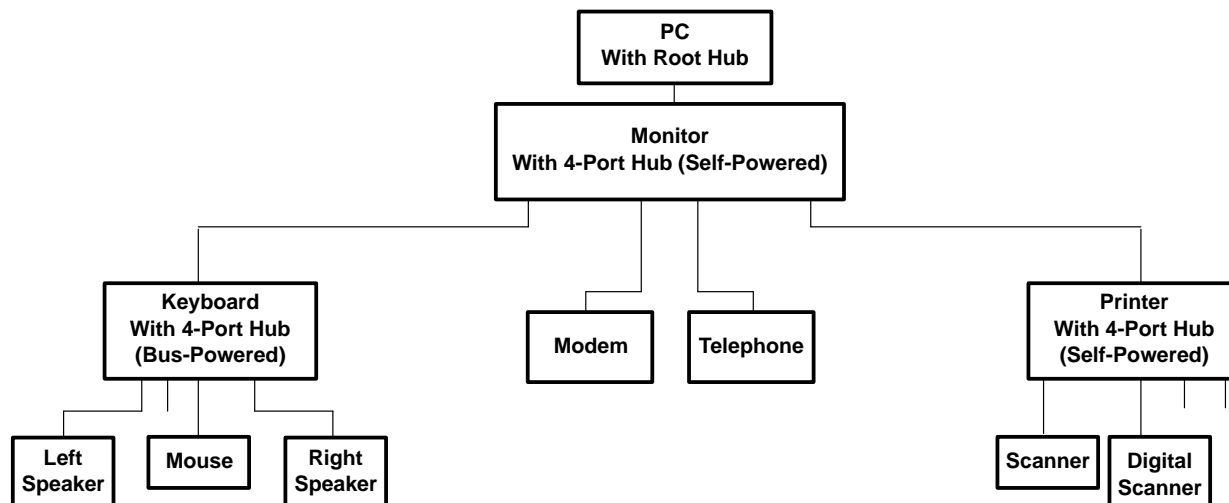 PC
With Root Hub
Monitor
With 4-Port Hub (Self-Powered)
Keyboard
With 4-Port Hub
(Bus-Powered)
Modem
Telephone
Printer
With 4-Port Hub
(Self-Powered)
Left
Speaker
Mouse
Right
Speaker
Scanner
Digital
Scanner